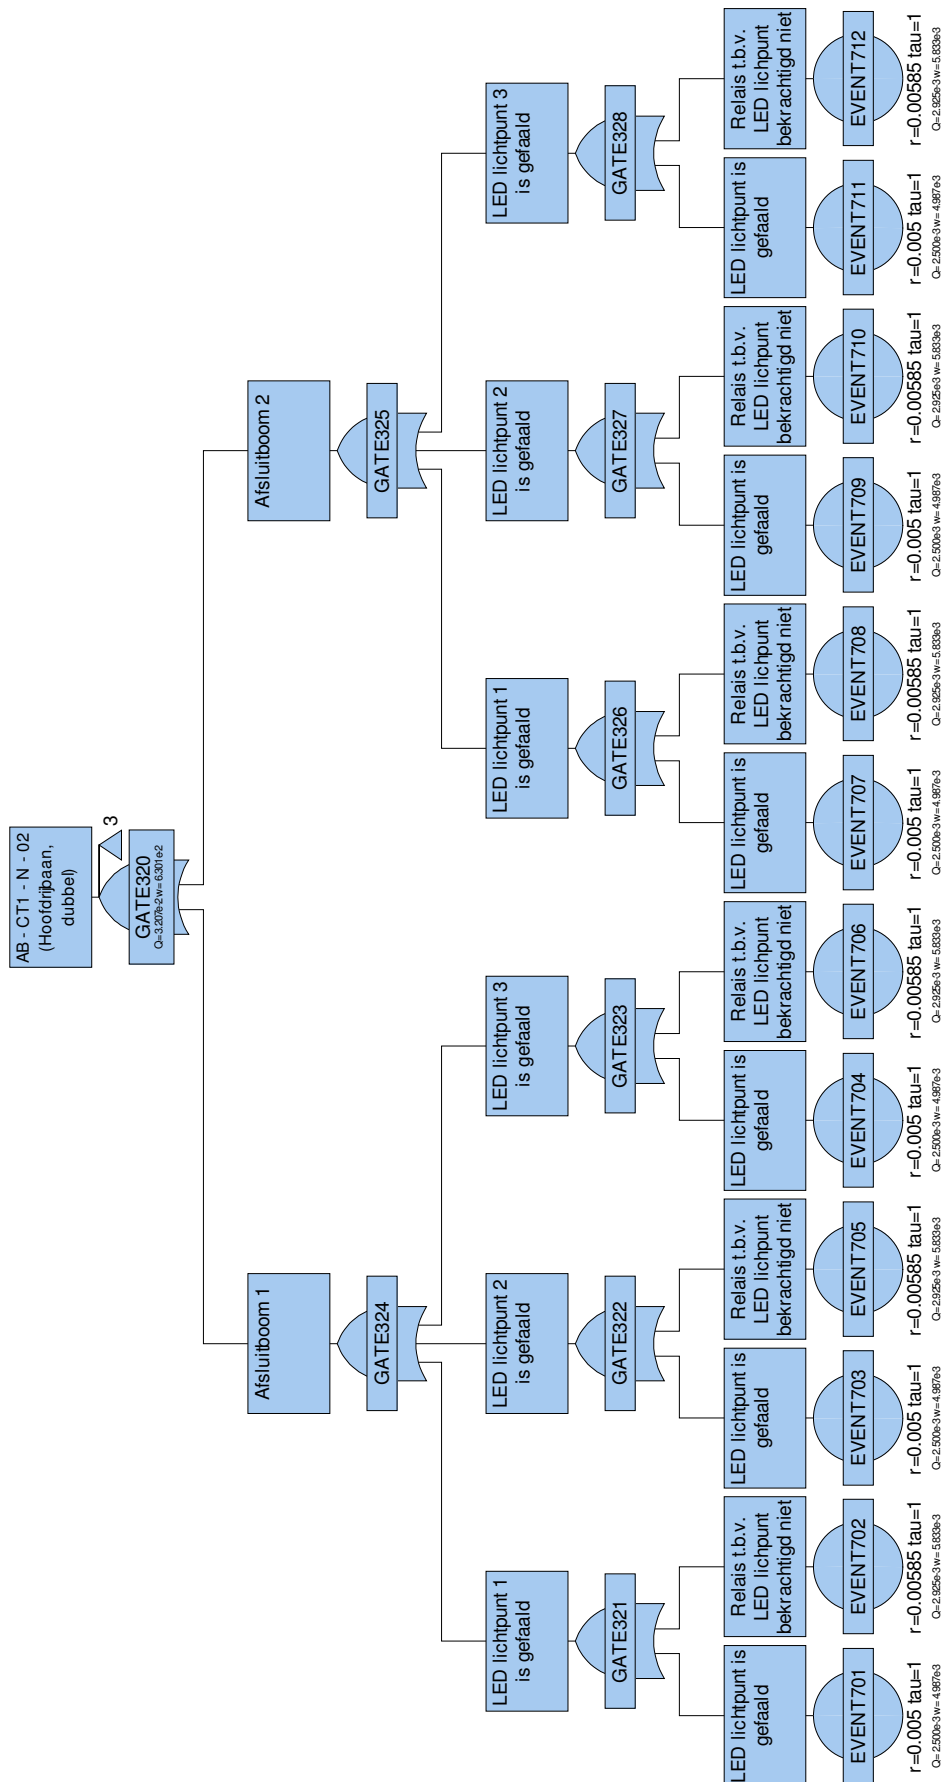 AB - CT1 - N - 02
(Hoofdrijbaan,
dubbel)
3
GATE320
Q=3.207e-2 w=6.301e-2
Afsluitboom 1
GATE324
Afsluitboom 2
GATE325
LED lichtpunt 1
is gefaald
GATE321
LED lichtpunt 2
is gefaald
GATE322
LED lichtpunt 3
is gefaald
GATE323
LED lichtpunt 1
is gefaald
GATE326
LED lichtpunt 2
is gefaald
GATE327
LED lichtpunt 3
is gefaald
GATE328
LED lichtpunt is
gefaald
EVENT701
r=0.005 tau=1
Q=2.500e-3 w=4.987e-3
Relais t.b.v.
LED lichpunt
bekrachtigd niet
EVENT702
r=0.00585 tau=1
Q=2.925e-3 w=5.833e-3
LED lichtpunt is
gefaald
EVENT703
r=0.005 tau=1
Q=2.500e-3 w=4.987e-3
Relais t.b.v.
LED lichpunt
bekrachtigd niet
EVENT705
r=0.00585 tau=1
Q=2.925e-3 w=5.833e-3
LED lichtpunt is
gefaald
EVENT704
r=0.005 tau=1
Q=2.500e-3 w=4.987e-3
Relais t.b.v.
LED lichpunt
bekrachtigd niet
EVENT706
r=0.00585 tau=1
Q=2.925e-3 w=5.833e-3
LED lichtpunt is
gefaald
EVENT707
r=0.005 tau=1
Q=2.500e-3 w=4.987e-3
Relais t.b.v.
LED lichpunt
bekrachtigd niet
EVENT708
r=0.00585 tau=1
Q=2.925e-3 w=5.833e-3
LED lichtpunt is
gefaald
EVENT709
r=0.005 tau=1
Q=2.500e-3 w=4.987e-3
Relais t.b.v.
LED lichpunt
bekrachtigd niet
EVENT710
r=0.00585 tau=1
Q=2.925e-3 w=5.833e-3
LED lichtpunt is
gefaald
EVENT711
r=0.005 tau=1
Q=2.500e-3 w=4.987e-3
Relais t.b.v.
LED lichpunt
bekrachtigd niet
EVENT712
r=0.00585 tau=1
Q=2.925e-3 w=5.833e-3